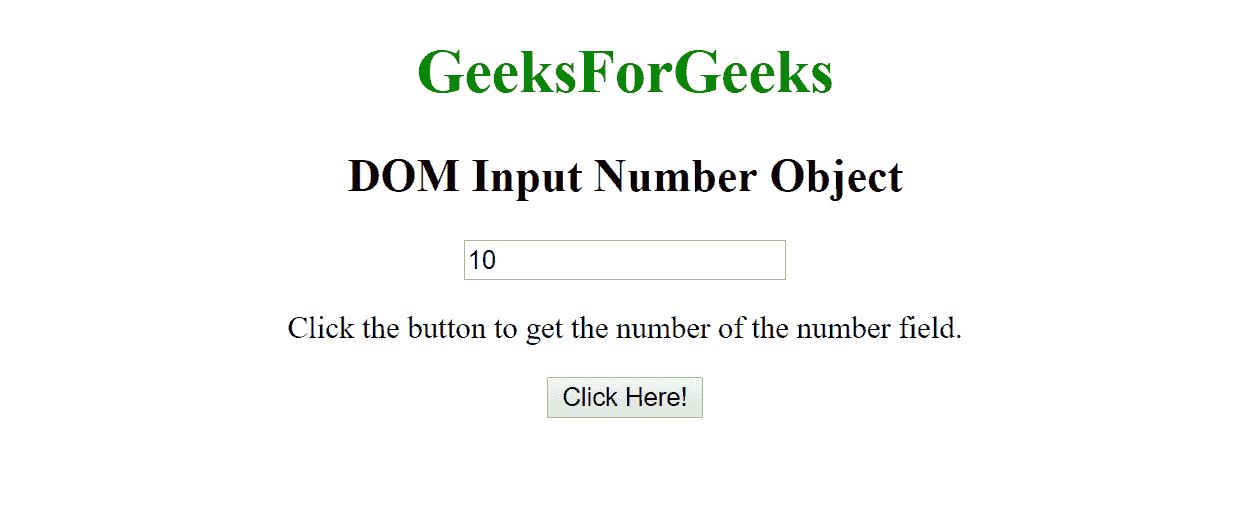 GeeksForGeeks
DOM Input Number Object
10
Click the button to get the number of the number field.
Click Here!